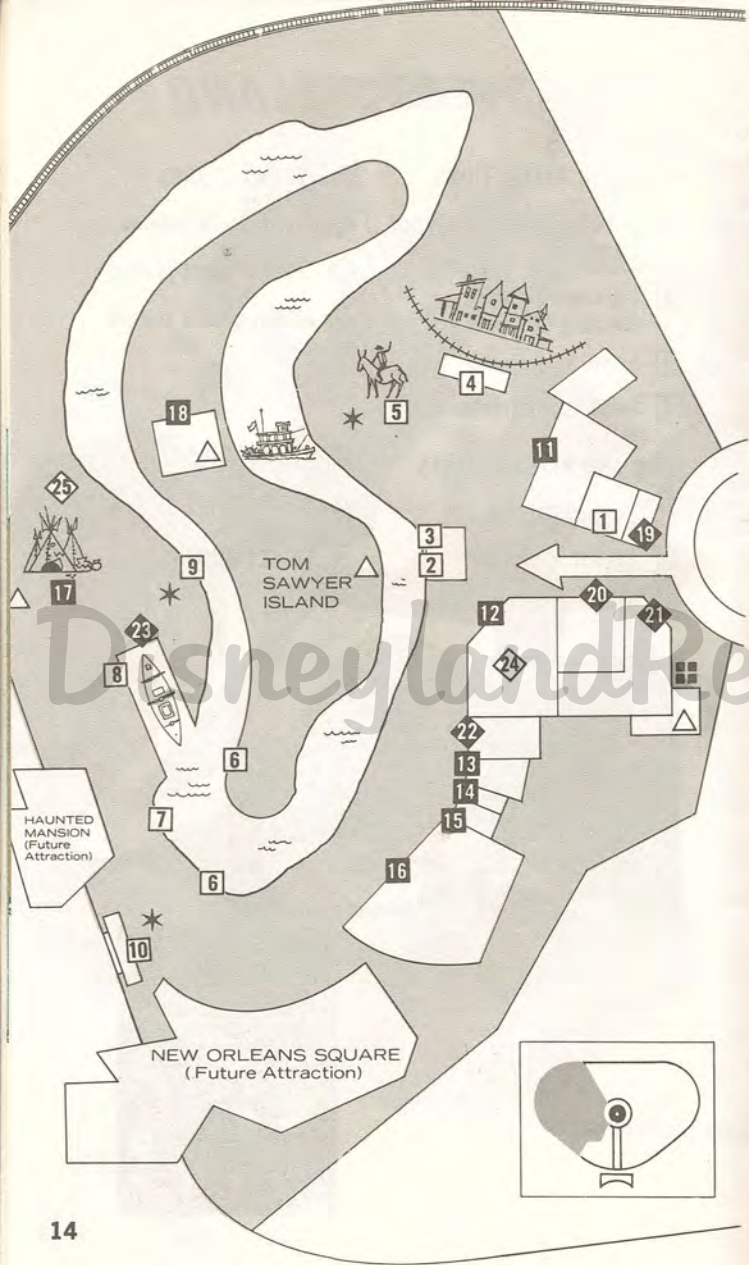 4
5
18
11
1
19
25
3
2
9
TOM
SAWYER
ISLAND
17
20
12
21
23
8
24
DisneylandRe
22
6
13
14
7
15
HAUNTED
MANSION
(Future
Attraction)
16
6
10
NEW ORLEANS SQUARE
(Future Attraction)
14